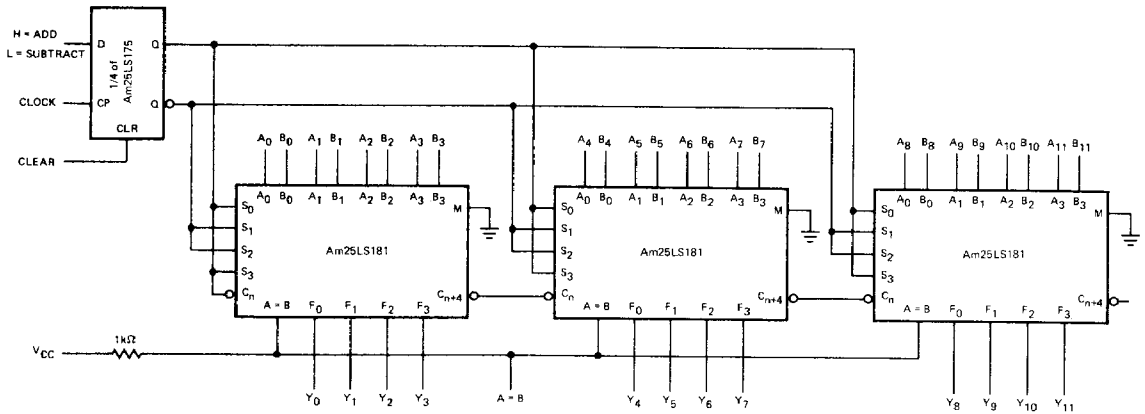 H = ADD
L = SUBTRACT
D
Q
1/4 of
Am25LS175
CLOCK
CP
Q
CLR
CLEAR
A0 B0 A1 B1 A2 B2 A3 B3
A4 B4 A5 B5 A6 B6 A7 B7
A8 B8 A9 B9 A10 B10 A11 B11
A0 B0 A1 B1 A2 B2 A3 B3
S0
M
S1
Am25LS181
S2
S3
Cn
Cn+4
A = B F0 F1 F2 F3
A0 B0 A1 B1 A2 B2 A3 B3
S0
M
S1
Am25LS181
S2
S3
Cn
Cn+4
A = B F0 F1 F2 F3
A0 B0 A1 B1 A2 B2 A3 B3
S0
M
S1
Am25LS181
S2
S3
Cn
Cn+4
A = B F0 F1 F2 F3
VCC
1kΩ
Y0 Y1 Y2 Y3 A = B Y4 Y5 Y6 Y7 Y8 Y9 Y10 Y11